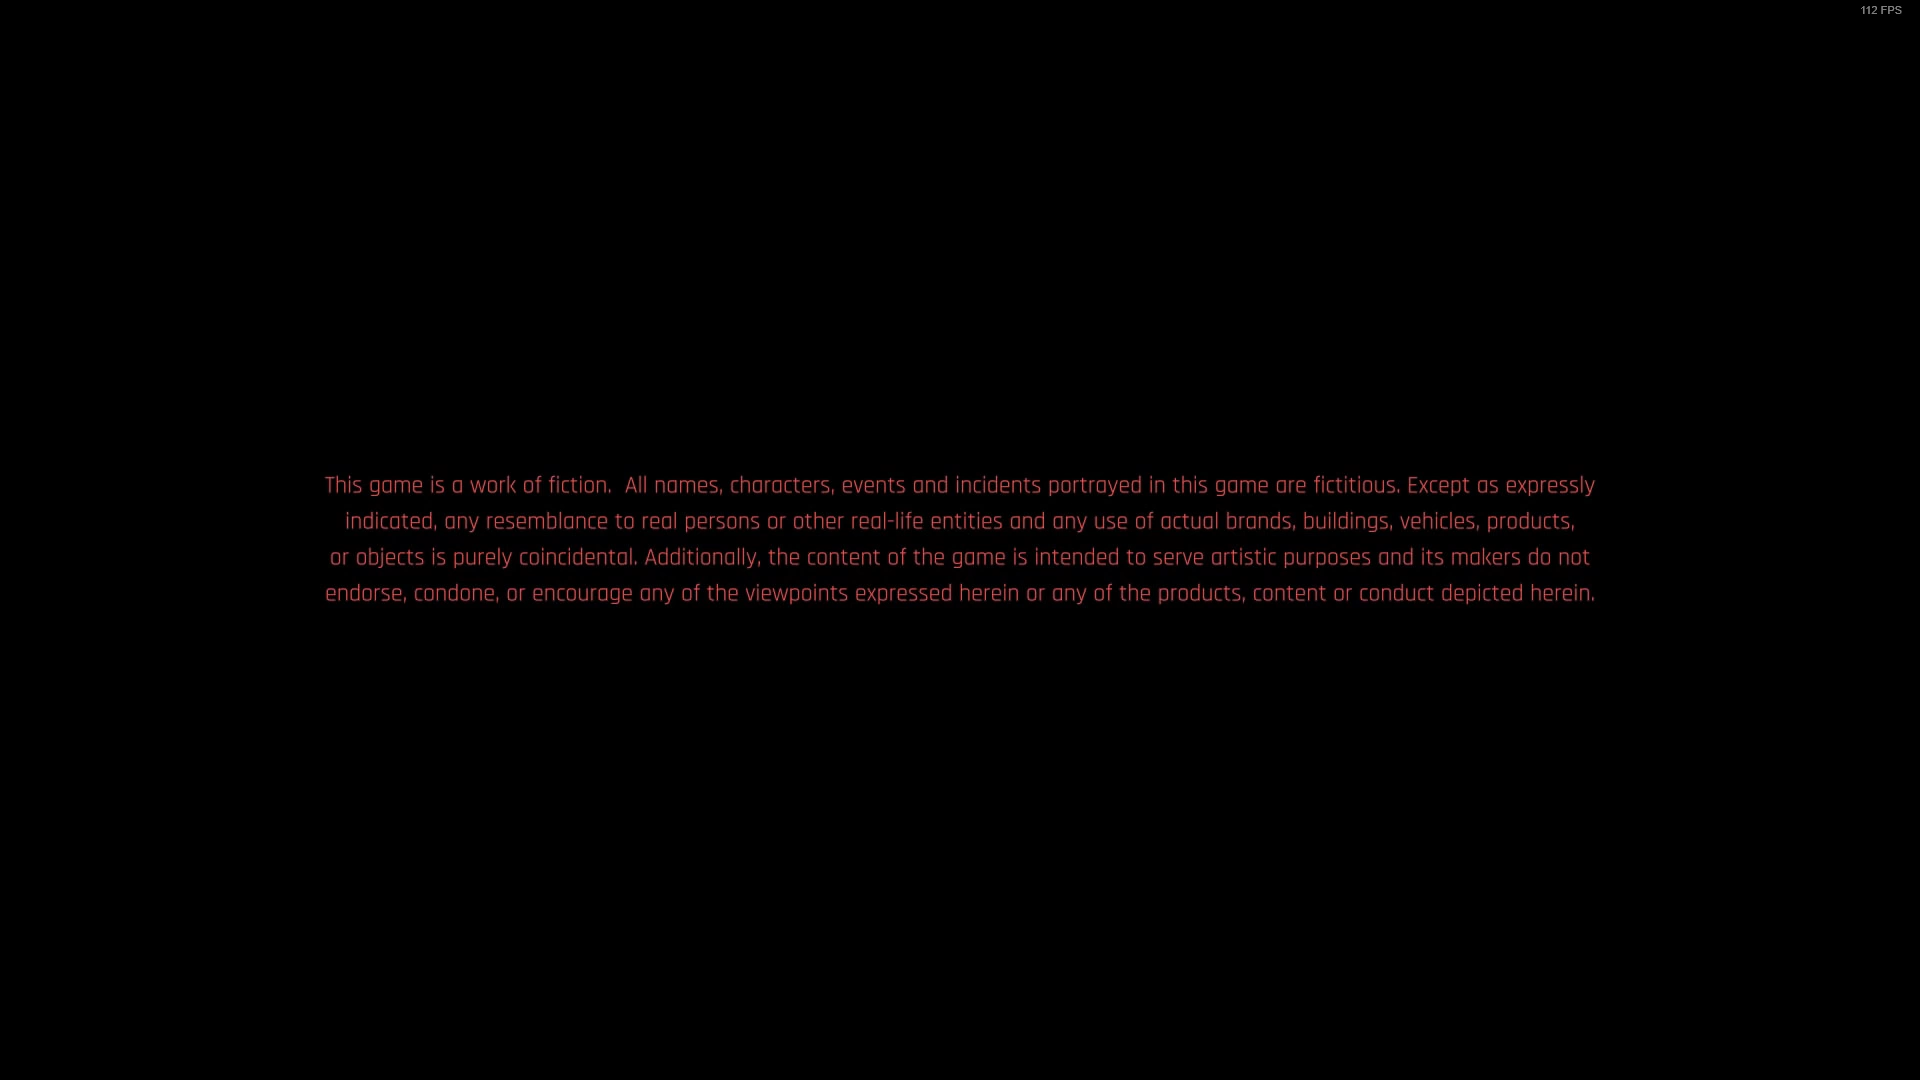 112 FPS
This game is a work of fiction.  All names, characters, events and incidents portrayed in this game are fictitious. Except as expressly
indicated, any resemblance to real persons or other real-life entities and any use of actual brands, buildings, vehicles, products,
or objects is purely coincidental. Additionally, the content of the game is intended to serve artistic purposes and its makers do not
endorse, condone, or encourage any of the viewpoints expressed herein or any of the products, content or conduct depicted herein.